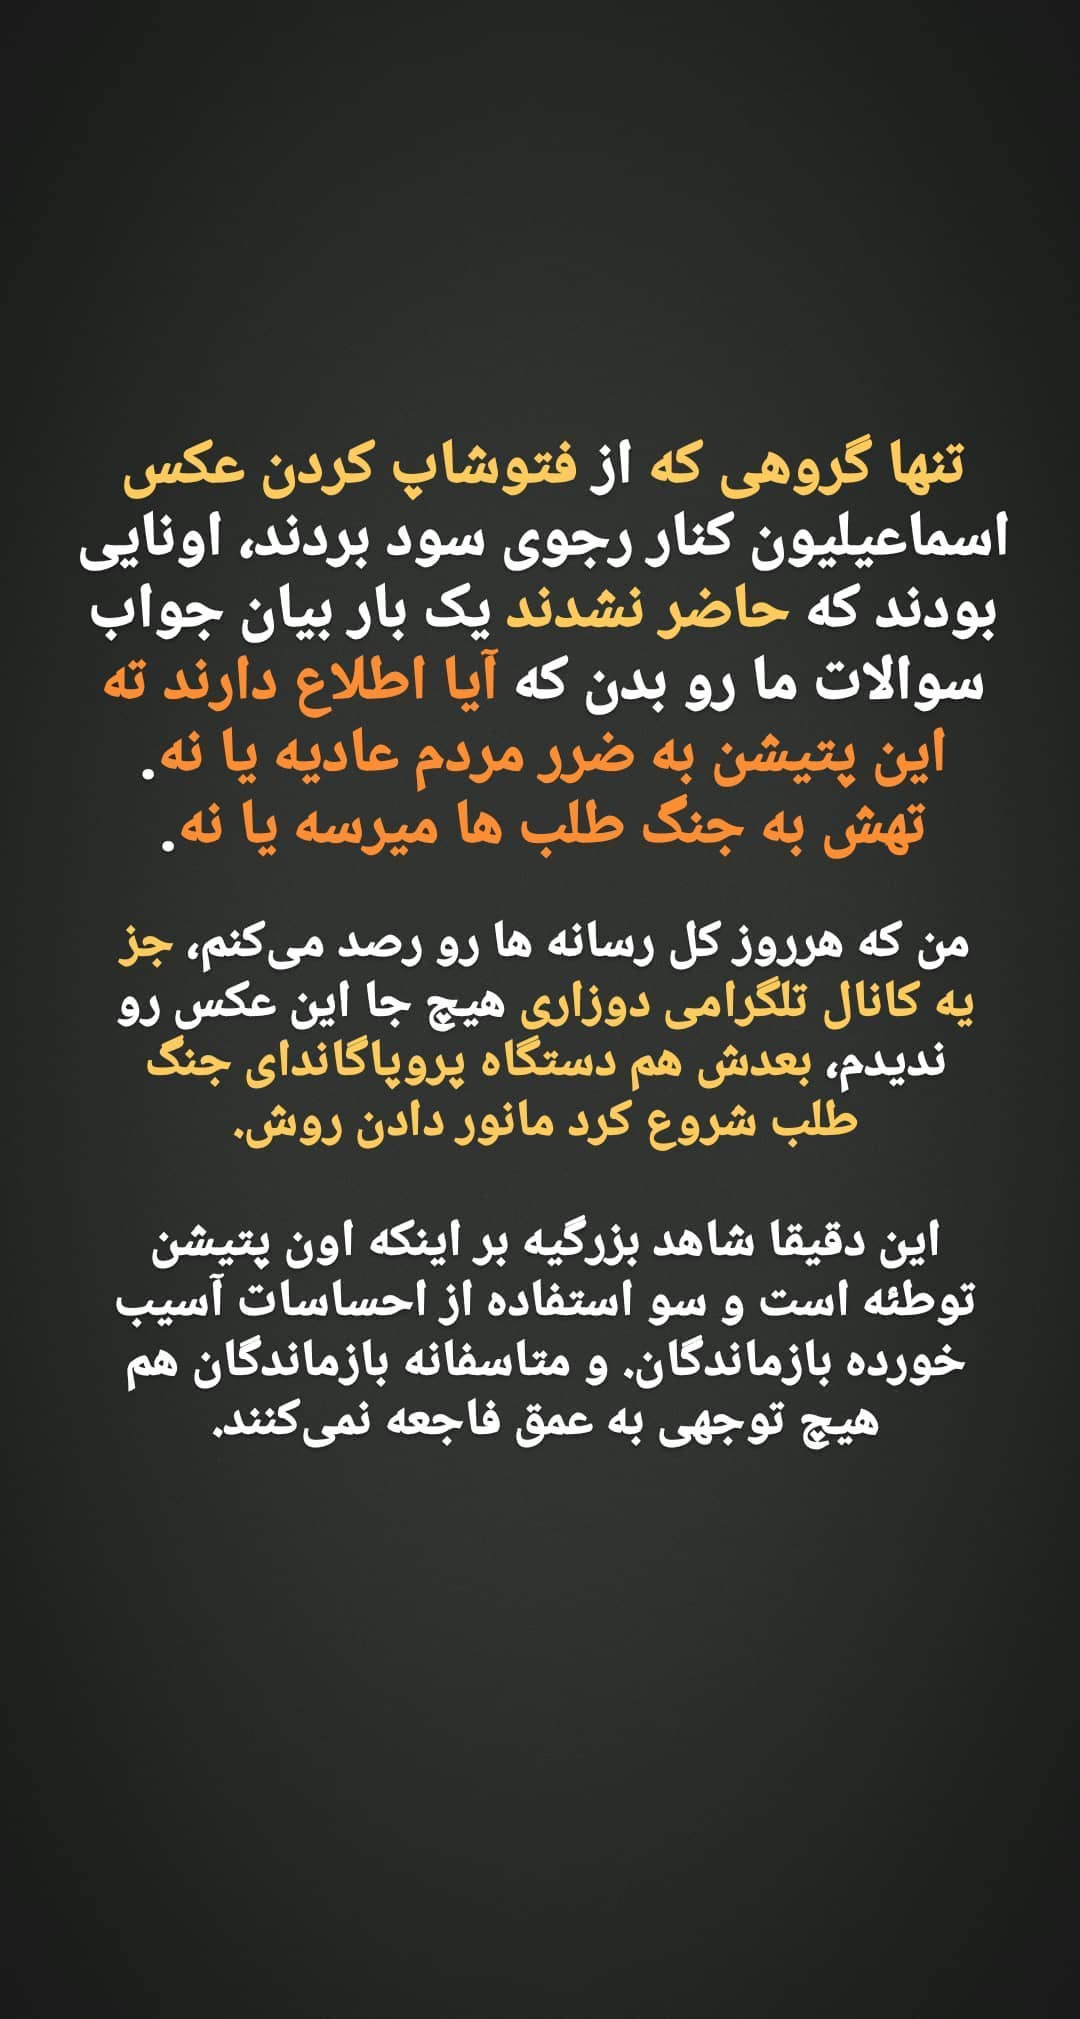 تنها گروهی که از فتوشاپ کردن عکس
اسماعیلیون کنار رجوی سود بردند، اونایی
بودند که حاضر نشدند یک بار بیان جواب
سوالات ما رو بدن که آیا اطلاع دارند ته
این پتیشن به ضرر مردم عادیه یا نه.
تهش به جنگ طلب ها میرسه یا نه.
من که هرروز کل رسانه ها رو رصد می‌کنم، جز
یه کانال تلگرامی دوزاری هیچ جا این عکس رو
ندیدم، بعدش هم دستگاه پروپاگاندای جنگ
طلب شروع کرد مانور دادن روش.
این دقیقا شاهد بزرگیه بر اینکه اون پتیشن
توطئه است و سو استفاده از احساسات آسیب
خورده بازماندگان. و متاسفانه بازماندگان هم
هیچ توجهی به عمق فاجعه نمی‌کنند.